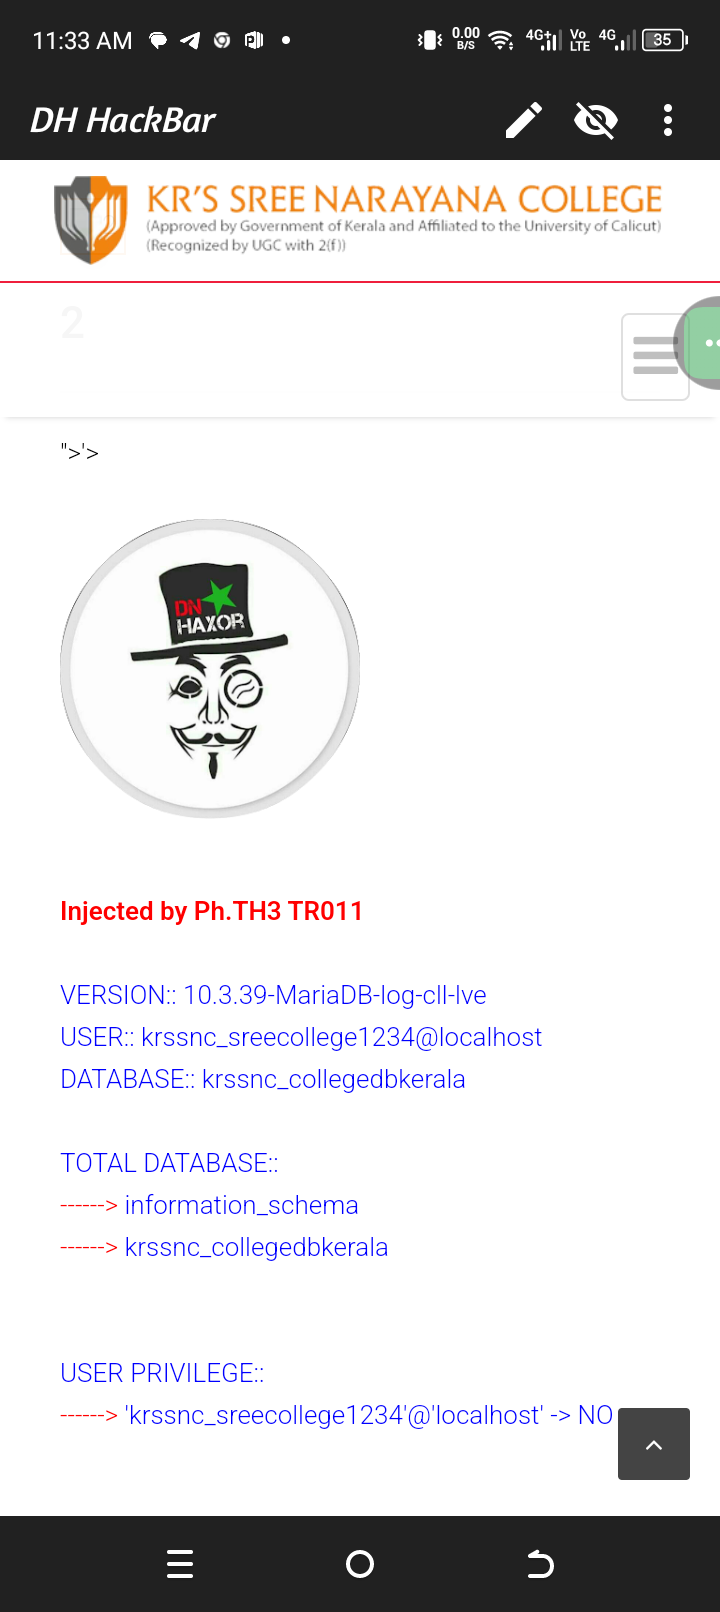 11:33 AM 0.00 B/S 4G+ Vo LTE 4G 35
DH HackBar
KR'S SREE NARAYANA COLLEGE
(Approved by Government of Kerala and Affiliated to the University of Calicut)
(Recognized by UGC with 2(f))
2
">'>
DN
HAXOR
Injected by Ph.TH3 TR011
VERSION:: 10.3.39-MariaDB-log-cll-lve
USER:: krssnc_sreecollege1234@localhost
DATABASE:: krssnc_collegedbkerala
TOTAL DATABASE::
------> information_schema
------> krssnc_collegedbkerala
USER PRIVILEGE::
------> 'krssnc_sreecollege1234'@'localhost' -> NO